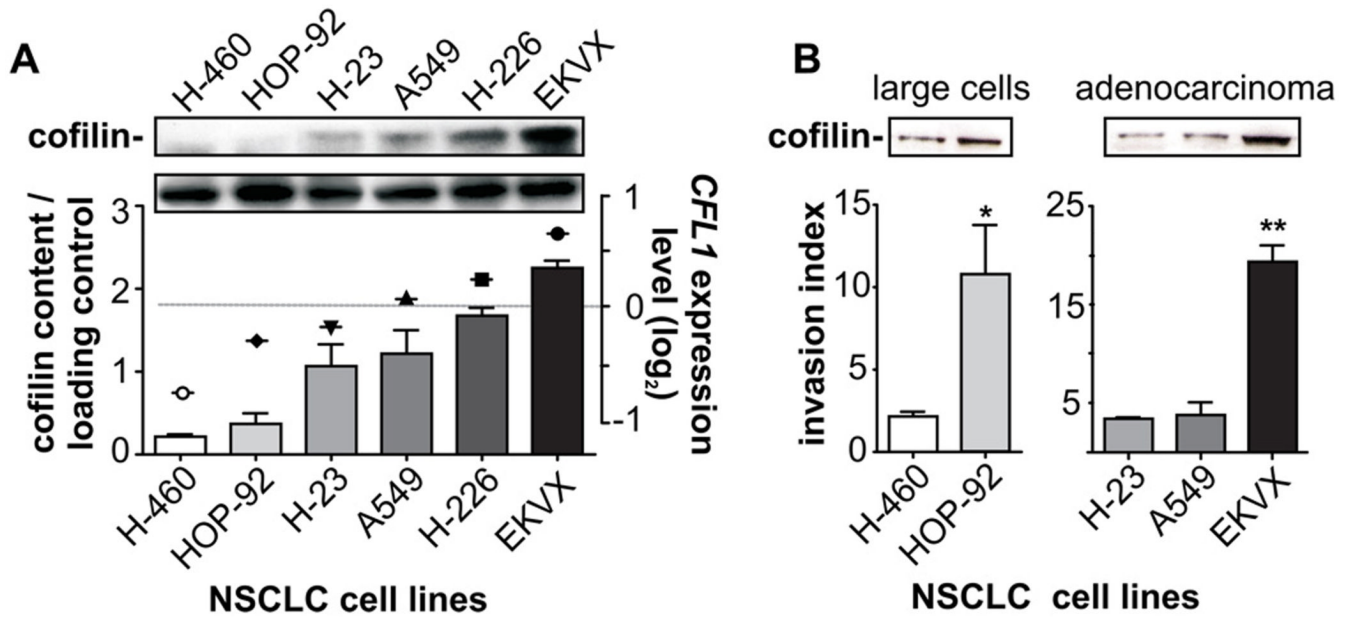 A
H-460 HOP-92 H-23 A549 H-226 EKVX
cofilin-
cofilin content /
loading control
3
2
1
0
1
0
-1
CFL1 expression
level (log2)
H-460 HOP-92 H-23 A549 H-226 EKVX
NSCLC cell lines
B
large cells adenocarcinoma
cofilin-
invasion index
15
10
5
0
*
H-460 HOP-92
25
15
5
**
H-23 A549 EKVX
NSCLC cell lines